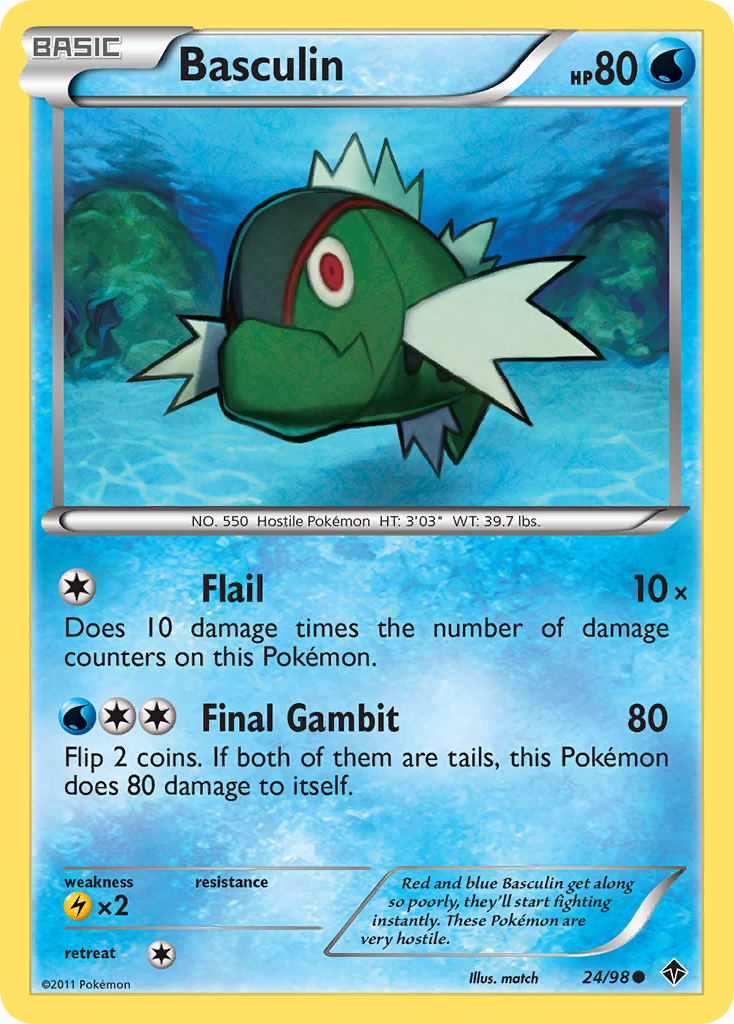 BASIC
Basculin
HP80
NO. 550 Hostile Pokémon HT: 3'03" WT: 39.7 lbs.
Flail 10×
Does 10 damage times the number of damage
counters on this Pokémon.
Final Gambit 80
Flip 2 coins. If both of them are tails, this Pokémon
does 80 damage to itself.
weakness resistance
×2
retreat
Red and blue Basculin get along
so poorly, they'll start fighting
instantly. These Pokémon are
very hostile.
©2011 Pokémon
Illus. match 24/98